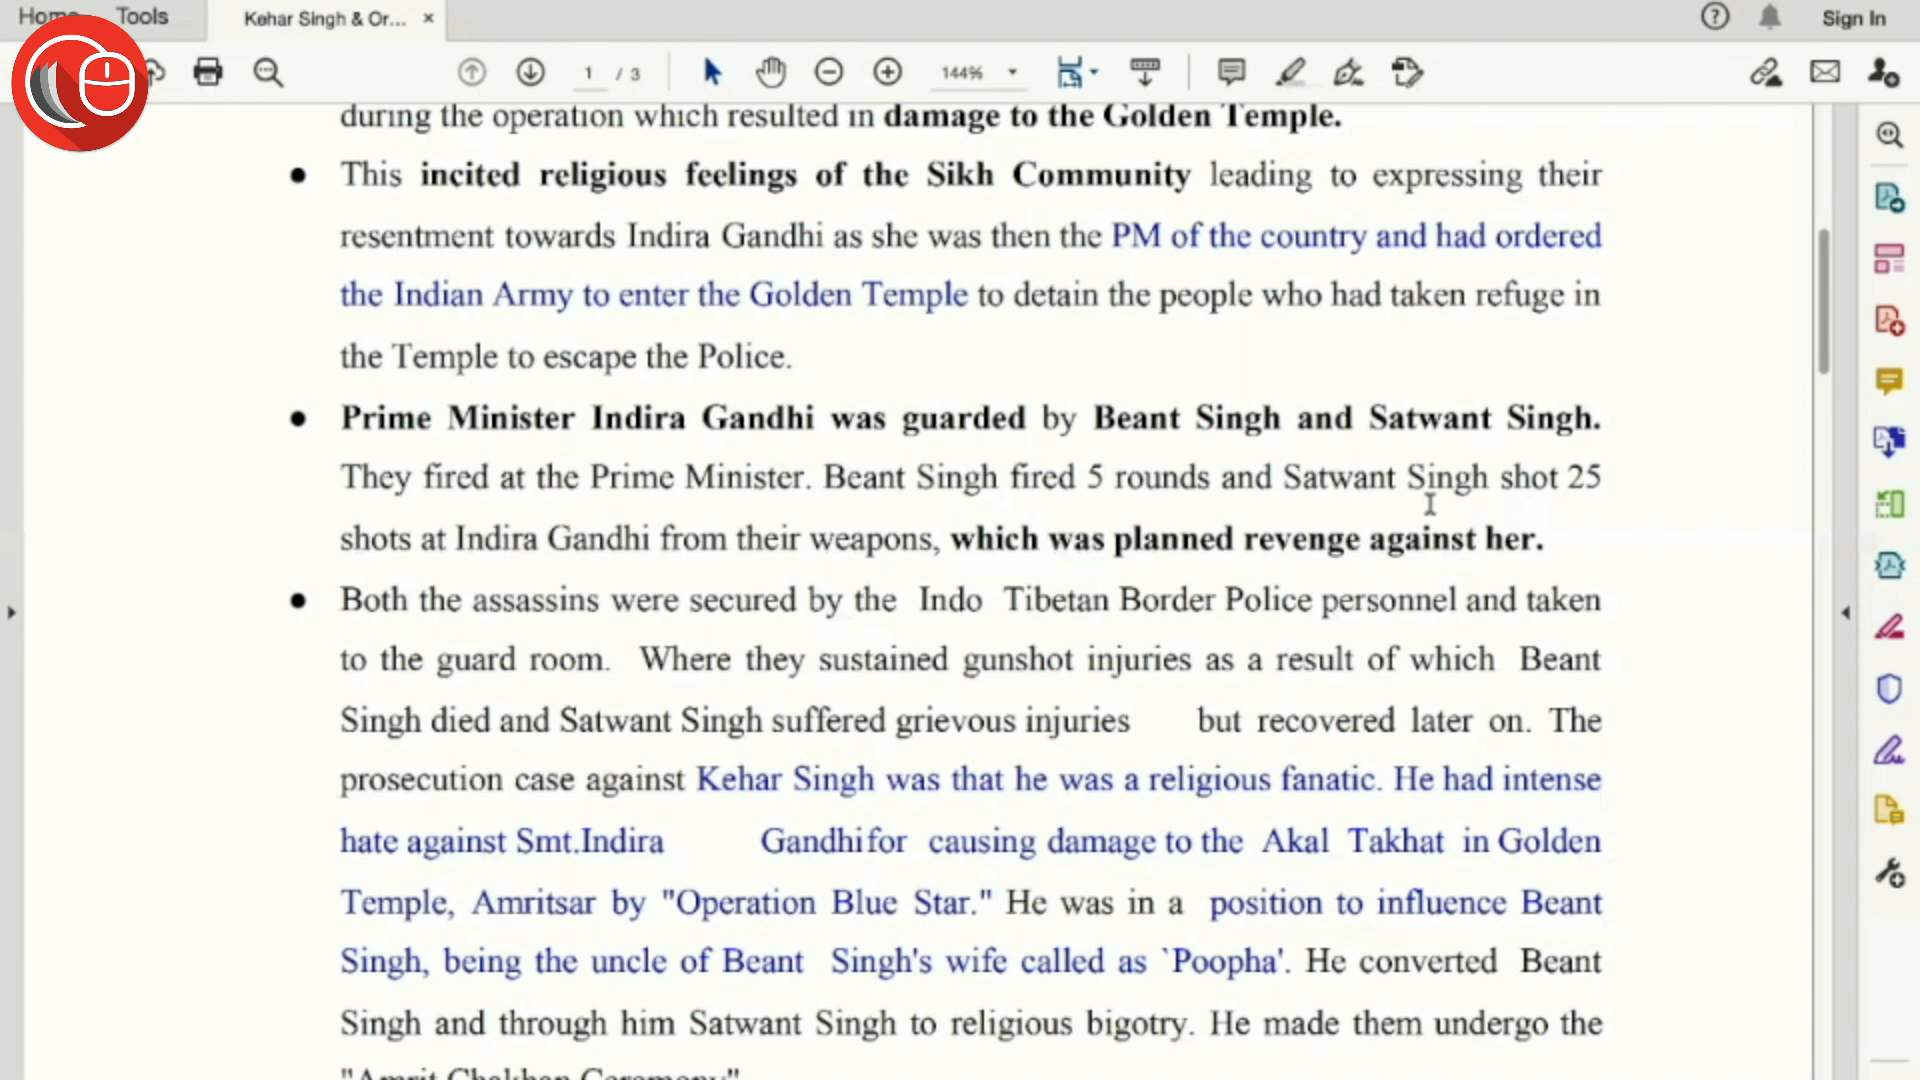 Home
Tools
Kehar Singh & Or...
×
Sign In
1 / 3
144%
during the operation which resulted in damage to the Golden Temple.
● This incited religious feelings of the Sikh Community leading to expressing their
resentment towards Indira Gandhi as she was then the PM of the country and had ordered
the Indian Army to enter the Golden Temple to detain the people who had taken refuge in
the Temple to escape the Police.
● Prime Minister Indira Gandhi was guarded by Beant Singh and Satwant Singh.
They fired at the Prime Minister. Beant Singh fired 5 rounds and Satwant Singh shot 25
shots at Indira Gandhi from their weapons, which was planned revenge against her.
● Both the assassins were secured by the Indo Tibetan Border Police personnel and taken
to the guard room. Where they sustained gunshot injuries as a result of which Beant
Singh died and Satwant Singh suffered grievous injuries but recovered later on. The
prosecution case against Kehar Singh was that he was a religious fanatic. He had intense
hate against Smt.Indira Gandhifor causing damage to the Akal Takhat in Golden
Temple, Amritsar by "Operation Blue Star." He was in a position to influence Beant
Singh, being the uncle of Beant Singh's wife called as `Poopha'. He converted Beant
Singh and through him Satwant Singh to religious bigotry. He made them undergo the
"Amrit Chakhan Ceremony"